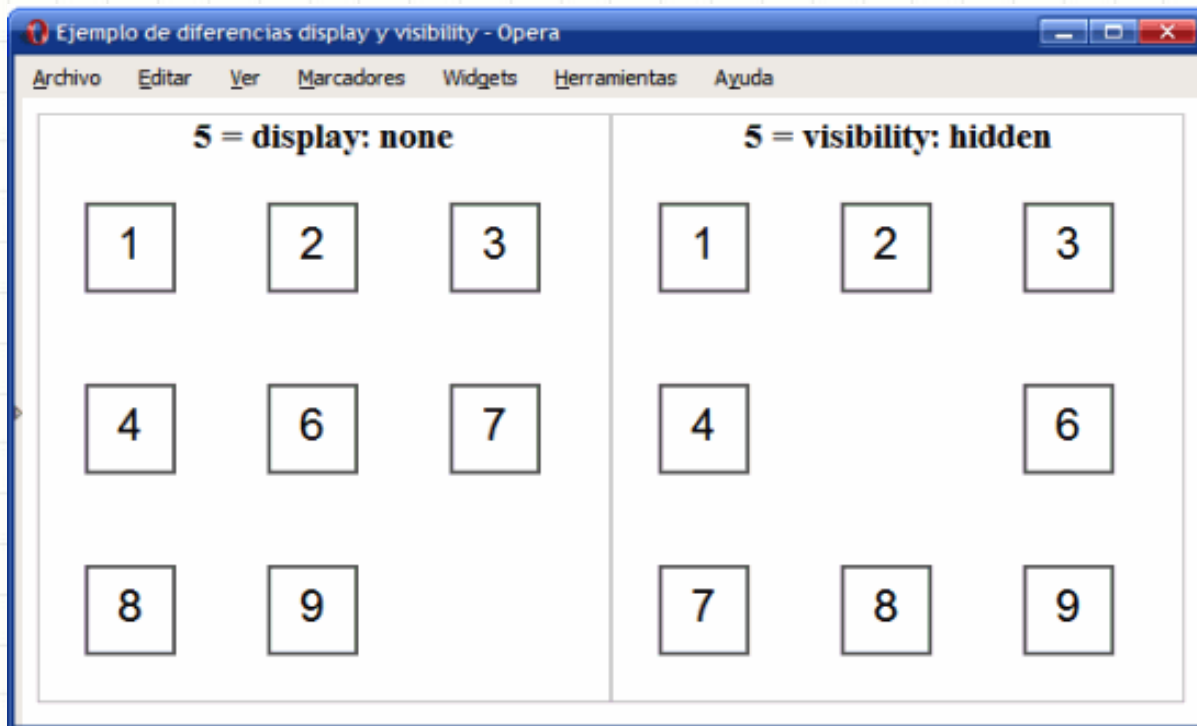 Ejemplo de diferencias display y visibility - Opera
Archivo Editar Ver Marcadores Widgets Herramientas Ayuda
5 = display: none
1 2 3
4 6 7
8 9
5 = visibility: hidden
1 2 3
4 6
7 8 9